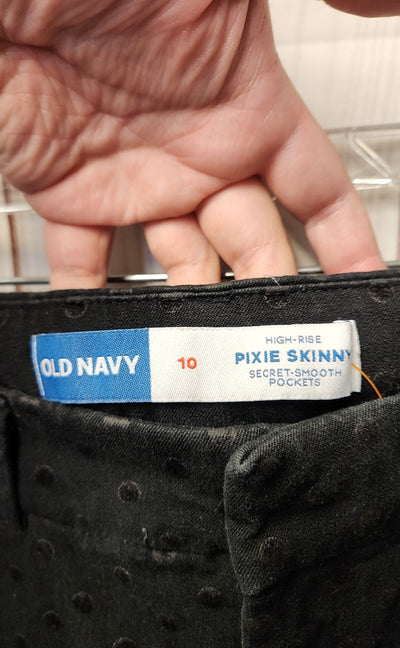 OLD NAVY
10
HIGH-RISE
PIXIE SKINNY
SECRET-SMOOTH
POCKETS